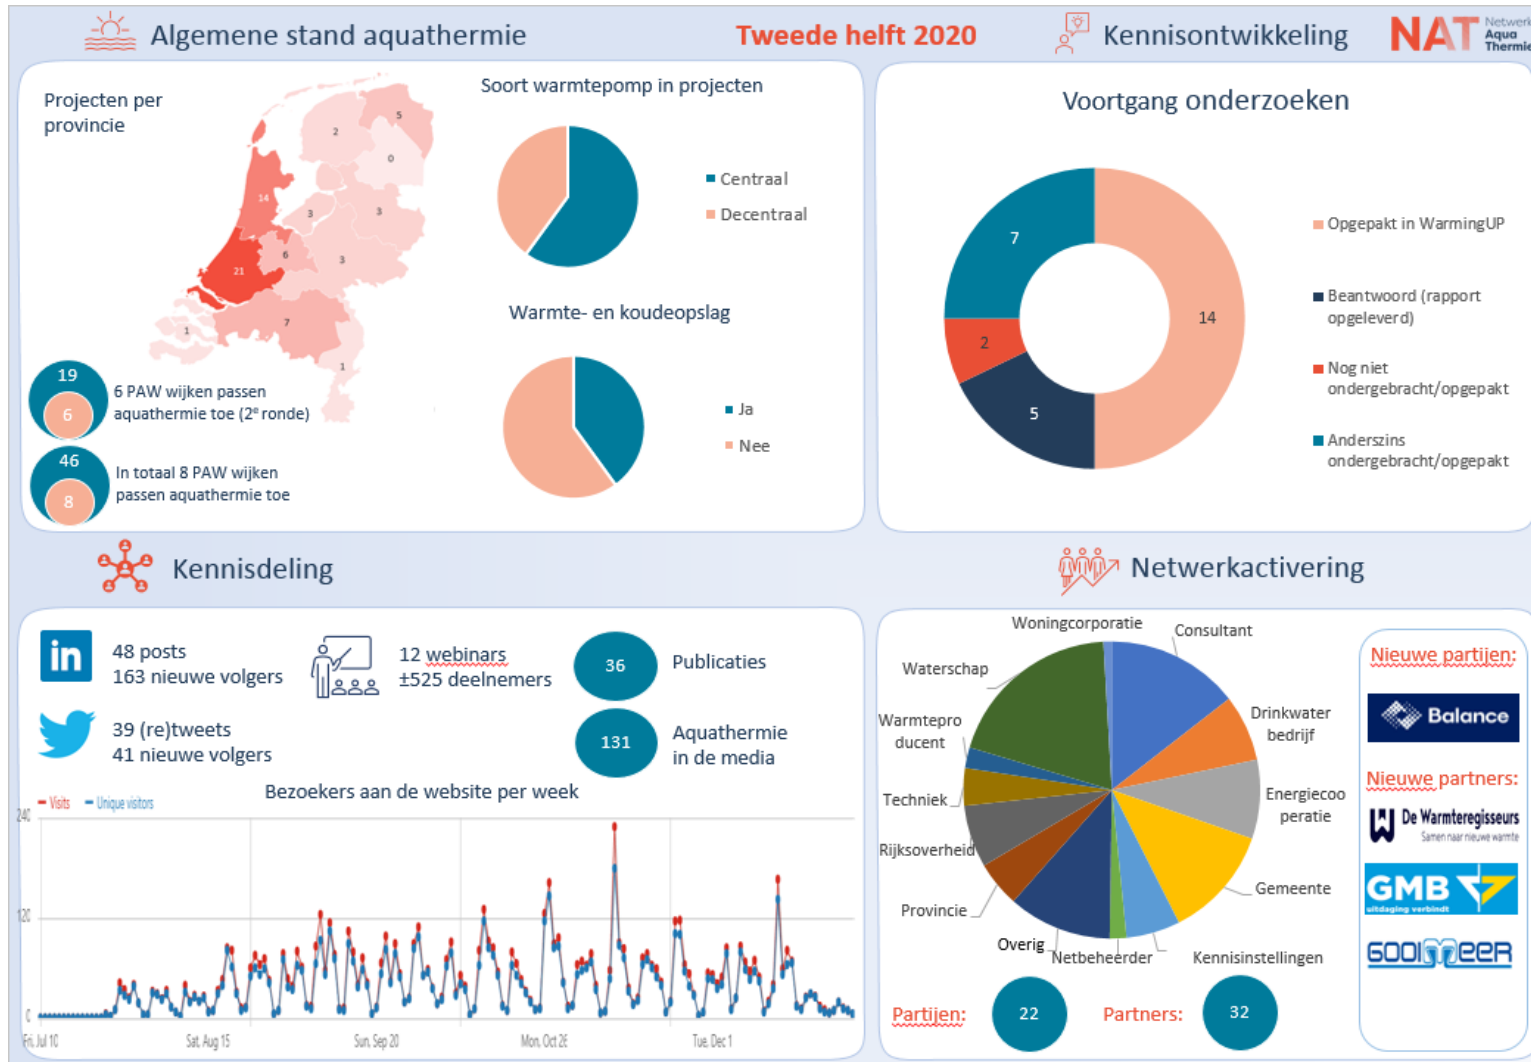 Algemene stand aquathermie
Tweede helft 2020
Kennisontwikkeling
NAT
Netwerk
Aqua
Thermie
Projecten per
provincie
5
2
0
14
3
3
6
3
21
7
1
1
19
6
6 PAW wijken passen
aquathermie toe (2e ronde)
46
8
In totaal 8 PAW wijken
passen aquathermie toe
Soort warmtepomp in projecten
Centraal
Decentraal
Warmte- en koudeopslag
Ja
Nee
Voortgang onderzoeken
7
14
2
5
Opgepakt in WarmingUP
Beantwoord (rapport
opgeleverd)
Nog niet
ondergebracht/opgepakt
Anderszins
ondergebracht/opgepakt
Kennisdeling
in
48 posts
163 nieuwe volgers
12 webinars
±525 deelnemers
36
Publicaties
39 (re)tweets
41 nieuwe volgers
131
Aquathermie
in de media
Bezoekers aan de website per week
Visits
Unique visitors
240
120
0
Fri. Jul 10
Sat. Aug 15
Sun. Sep 20
Mon. Oct 26
Tue. Dec 1
Netwerkactivering
Woningcorporatie
Consultant
Waterschap
Drinkwater
bedrijf
Warmtepro
ducent
Energiecoo
peratie
Techniek
Rijksoverheid
Gemeente
Provincie
Overig
Netbeheerder
Kennisinstellingen
Partijen:
22
Partners:
32
Nieuwe partijen:
Balance
Nieuwe partners:
De Warmteregisseurs
Samen naar nieuwe warmte
GMB
uitdaging verbindt
GOOIMEER